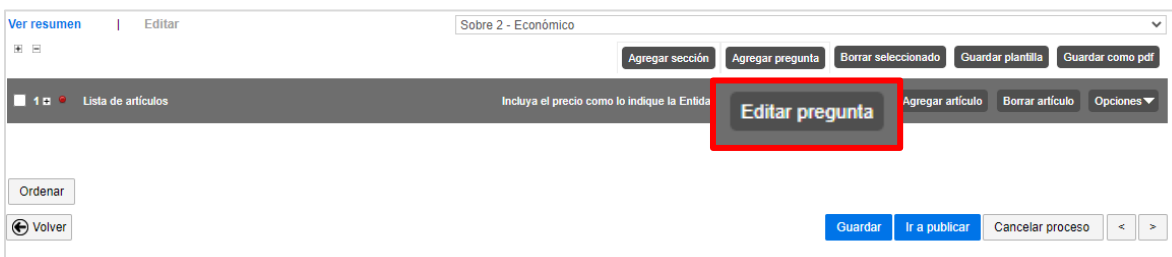 Ver resumen | Editar Sobre 2 - Económico
Agregar sección Agregar pregunta Borrar seleccionado Guardar plantilla Guardar como pdf
1 Lista de artículos Incluya el precio como lo indique la Entida Editar pregunta Agregar artículo Borrar artículo Opciones
Ordenar
Volver Guardar Ir a publicar Cancelar proceso < >